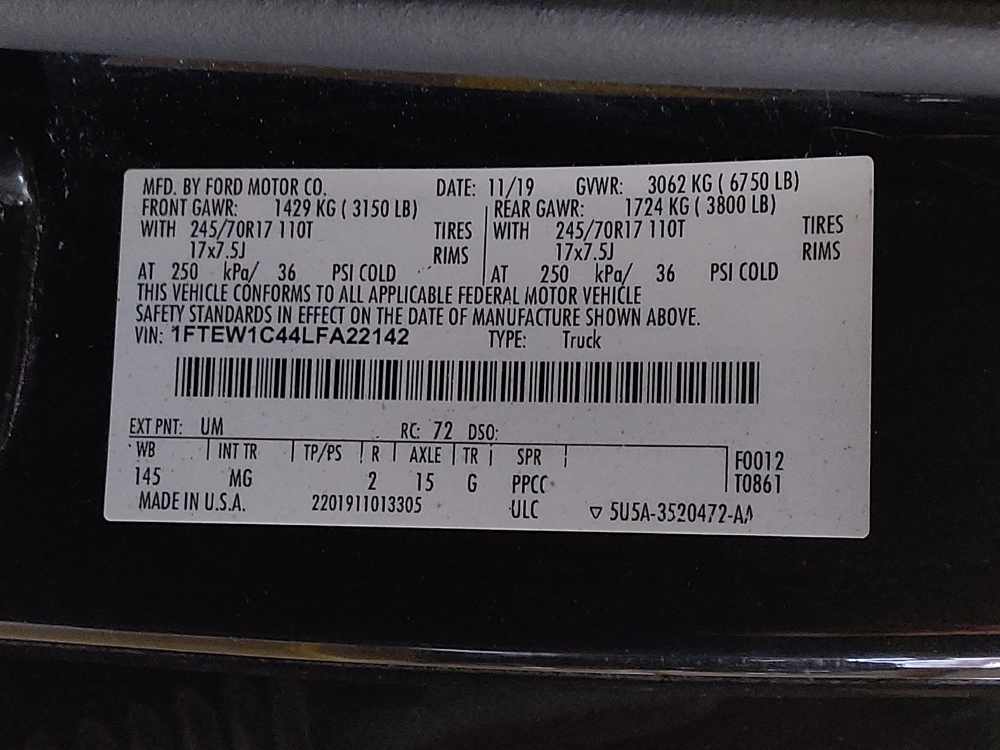 MFD. BY FORD MOTOR CO. DATE: 11/19 GVWR: 3062 KG ( 6750 LB)
FRONT GAWR: 1429 KG ( 3150 LB) REAR GAWR: 1724 KG ( 3800 LB)
WITH 245/70R17 110T TIRES WITH 245/70R17 110T TIRES
17x7.5J RIMS 17x7.5J RIMS
AT 250 kPa/ 36 PSI COLD AT 250 kPa/ 36 PSI COLD
THIS VEHICLE CONFORMS TO ALL APPLICABLE FEDERAL MOTOR VEHICLE
SAFETY STANDARDS IN EFFECT ON THE DATE OF MANUFACTURE SHOWN ABOVE.
VIN: 1FTEW1C44LFA22142 TYPE: Truck
EXT PNT: UM RC: 72 DSO:
WB INT TR TP/PS R AXLE TR SPR F0012
145 MG 2 15 G PPCC T0861
MADE IN U.S.A. 2201911013305 ULC ▽ 5U5A-3520472-AA